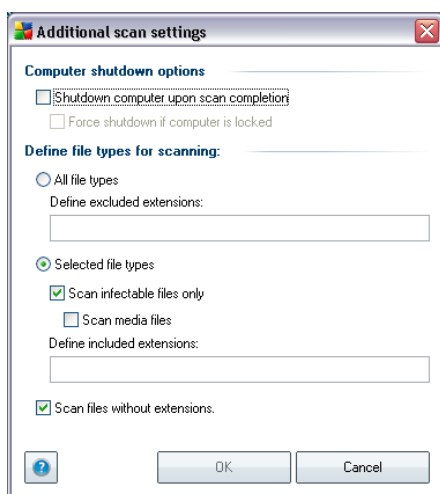 Additional scan settings
Computer shutdown options
Shutdown computer upon scan completion
Force shutdown if computer is locked
Define file types for scanning:
All file types
Define excluded extensions:
Selected file types
Scan infectable files only
Scan media files
Define included extensions:
Scan files without extensions.
?
OK
Cancel